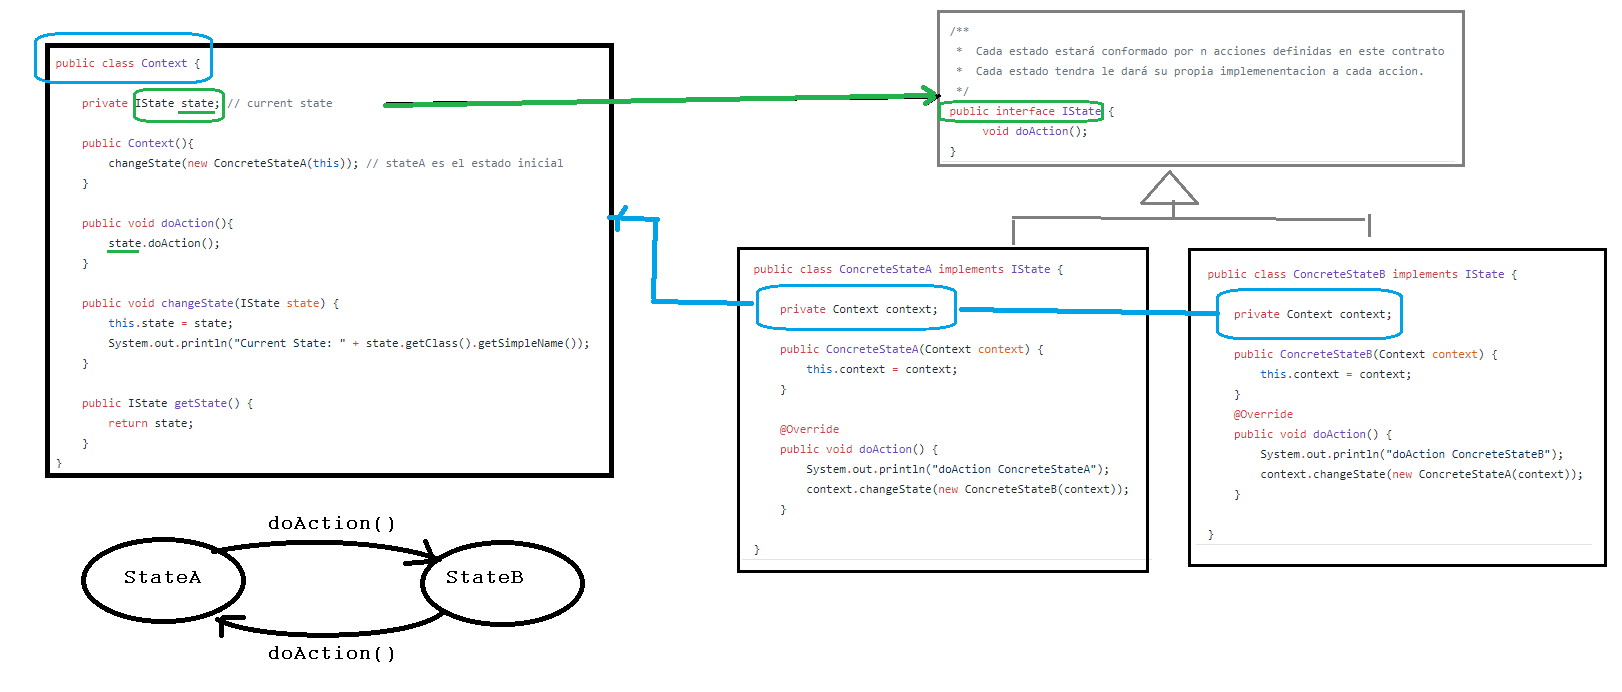 public class Context {
private IState state; // current state
public Context(){
changeState(new ConcreteStateA(this)); // stateA es el estado inicial
}
public void doAction(){
state.doAction();
}
public void changeState(IState state) {
this.state = state;
System.out.println("Current State: " + state.getClass().getSimpleName());
}
public IState getState() {
return state;
}
}
/**
* Cada estado estará conformado por n acciones definidas en este contrato
* Cada estado tendra le dará su propia implemenentacion a cada accion.
*/
public interface IState {
void doAction();
}
public class ConcreteStateA implements IState {
private Context context;
public ConcreteStateA(Context context) {
this.context = context;
}
@Override
public void doAction() {
System.out.println("doAction ConcreteStateA");
context.changeState(new ConcreteStateB(context));
}
}
public class ConcreteStateB implements IState {
private Context context;
public ConcreteStateB(Context context) {
this.context = context;
}
@Override
public void doAction() {
System.out.println("doAction ConcreteStateB");
context.changeState(new ConcreteStateA(context));
}
}
doAction()
StateA
StateB
doAction()